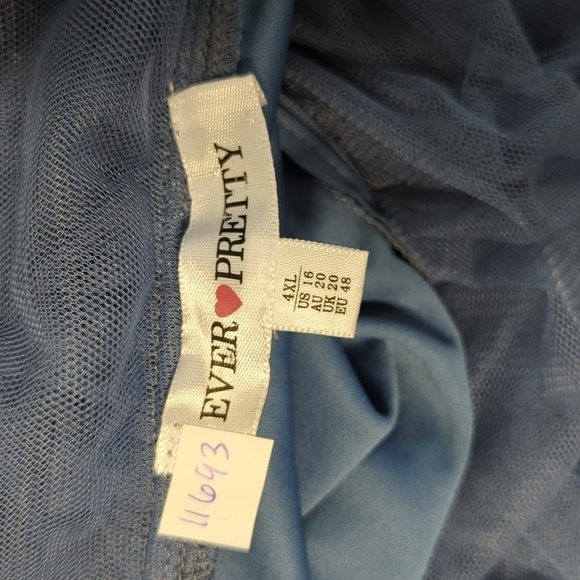 EVER❤PRETTY
4XL
US 16
AU 20
UK 20
EU 48
11693